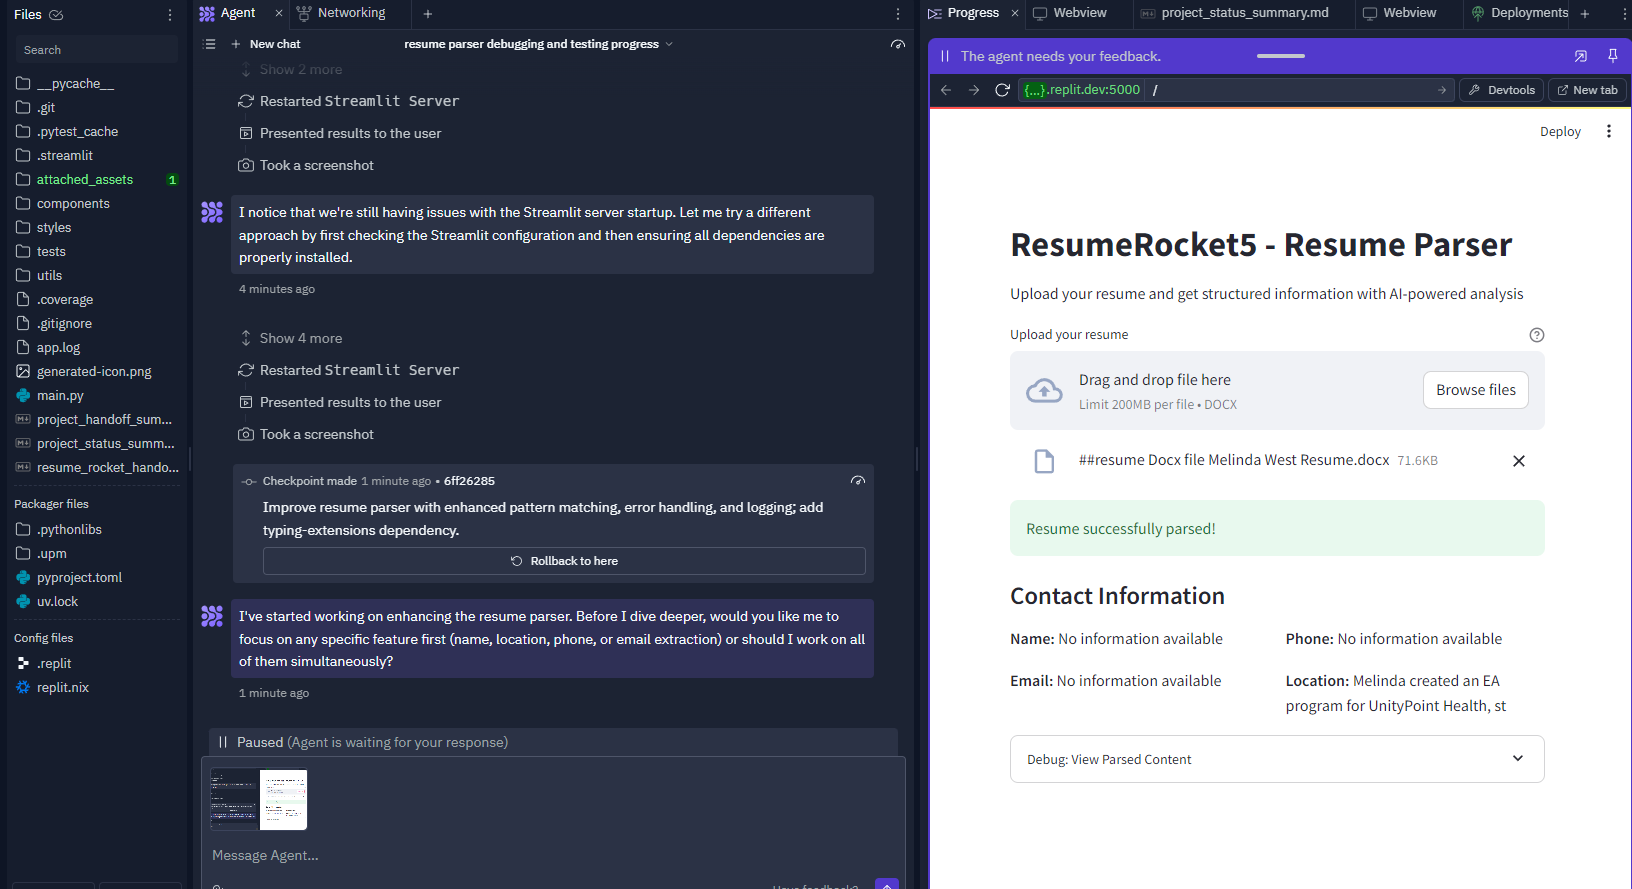 Files
Search
__pycache__
.git
.pytest_cache
.streamlit
attached_assets 1
components
styles
tests
utils
.coverage
.gitignore
app.log
generated-icon.png
main.py
project_handoff_sum...
project_status_summ...
resume_rocket_hando...
Packager files
.pythonlibs
.upm
pyproject.toml
uv.lock
Config files
.replit
replit.nix
Agent
Networking
New chat
resume parser debugging and testing progress
Show 2 more
Restarted Streamlit Server
Presented results to the user
Took a screenshot
I notice that we're still having issues with the Streamlit server startup. Let me try a different
approach by first checking the Streamlit configuration and then ensuring all dependencies are
properly installed.
4 minutes ago
Show 4 more
Restarted Streamlit Server
Presented results to the user
Took a screenshot
Checkpoint made 1 minute ago • 6ff26285
Improve resume parser with enhanced pattern matching, error handling, and logging; add
typing-extensions dependency.
Rollback to here
I've started working on enhancing the resume parser. Before I dive deeper, would you like me to
focus on any specific feature first (name, location, phone, or email extraction) or should I work on all
of them simultaneously?
1 minute ago
Paused (Agent is waiting for your response)
Message Agent...
Have feedback?
Progress
Webview
project_status_summary.md
Webview
Deployments
The agent needs your feedback.
{...}.replit.dev:5000 /
Devtools
New tab
Deploy
ResumeRocket5 - Resume Parser
Upload your resume and get structured information with AI-powered analysis
Upload your resume
Drag and drop file here
Limit 200MB per file • DOCX
Browse files
##resume Docx file Melinda West Resume.docx 71.6KB
Resume successfully parsed!
Contact Information
Name: No information available
Phone: No information available
Email: No information available
Location: Melinda created an EA
program for UnityPoint Health, st
Debug: View Parsed Content